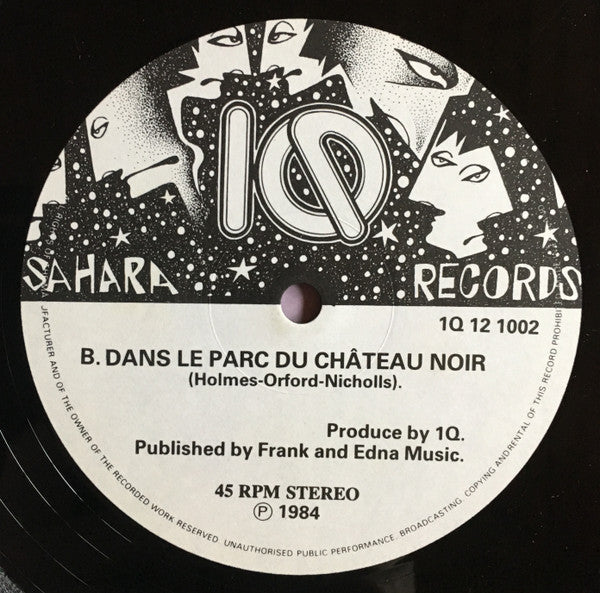 IQ
SAHARA RECORDS
1Q 12 1002
B. DANS LE PARC DU CHÂTEAU NOIR
(Holmes-Orford-Nicholls).
Produce by 1Q.
Published by Frank and Edna Music.
45 RPM STEREO
Ⓟ 1984
UFACTURER AND OF THE OWNER OF THE RECORDED WORK RESERVED. UNAUTHORISED PUBLIC PERFORMANCE, BROADCASTING, COPYING AND RENTAL OF THIS RECORD PROHIBI